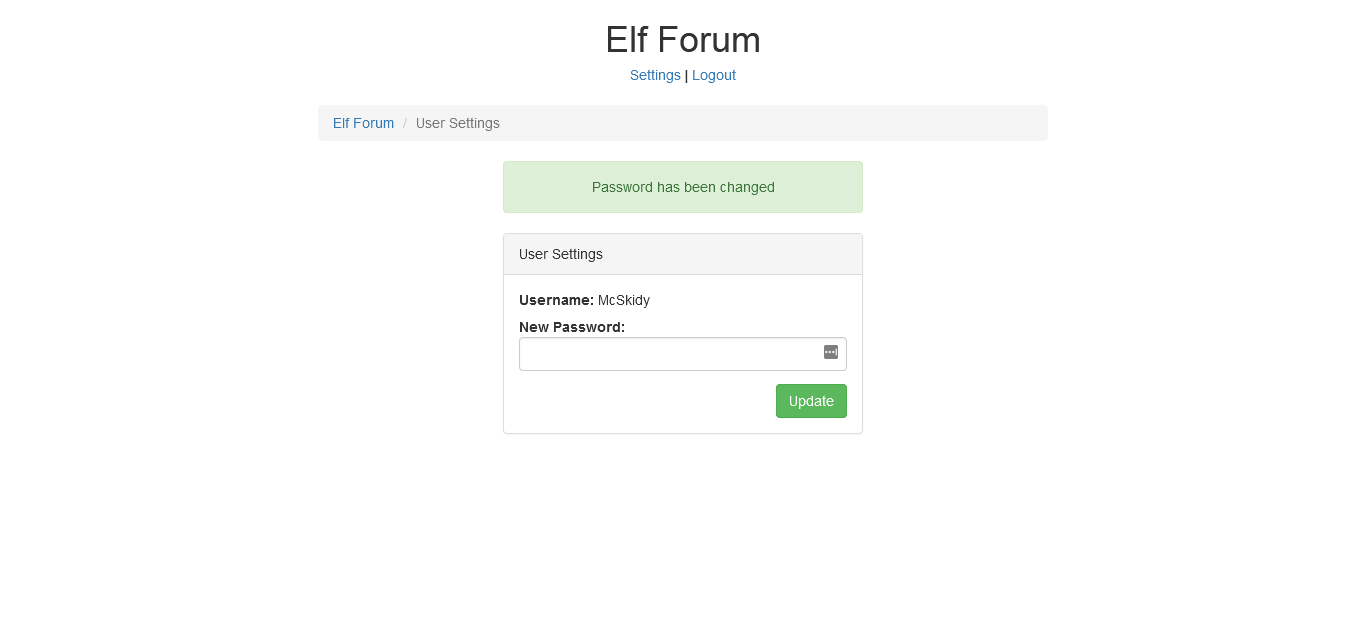 Elf Forum
Settings | Logout
Elf Forum / User Settings
Password has been changed
User Settings
Username: McSkidy
New Password:
Update